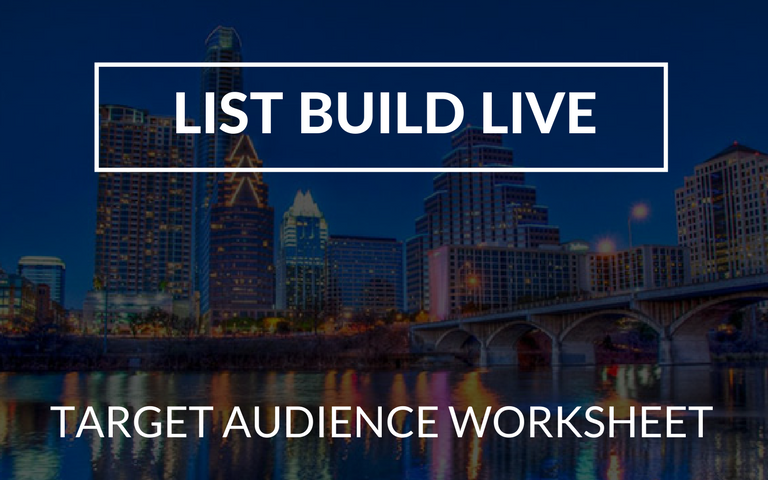 LIST BUILD LIVE
TARGET AUDIENCE WORKSHEET